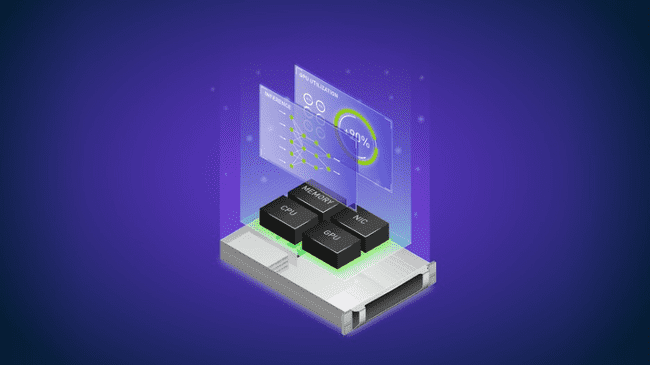 GPU UTILIZATION
INFERENCE
+90%
MEMORY
CPU
NIC
GPU